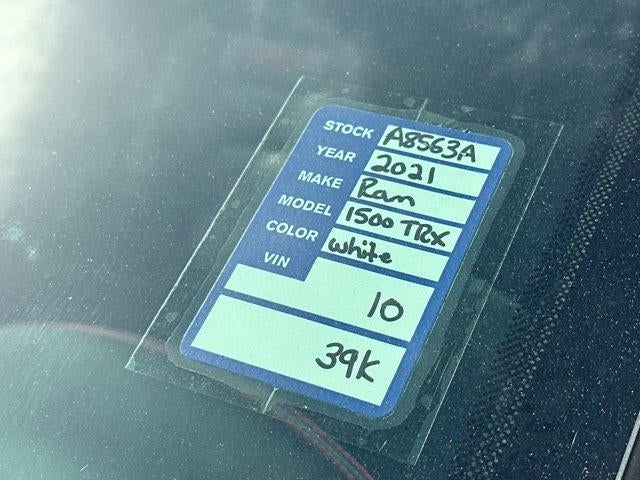 STOCK A8563A
YEAR 2021
MAKE Ram
MODEL 1500 TRX
COLOR white
VIN
10
39K